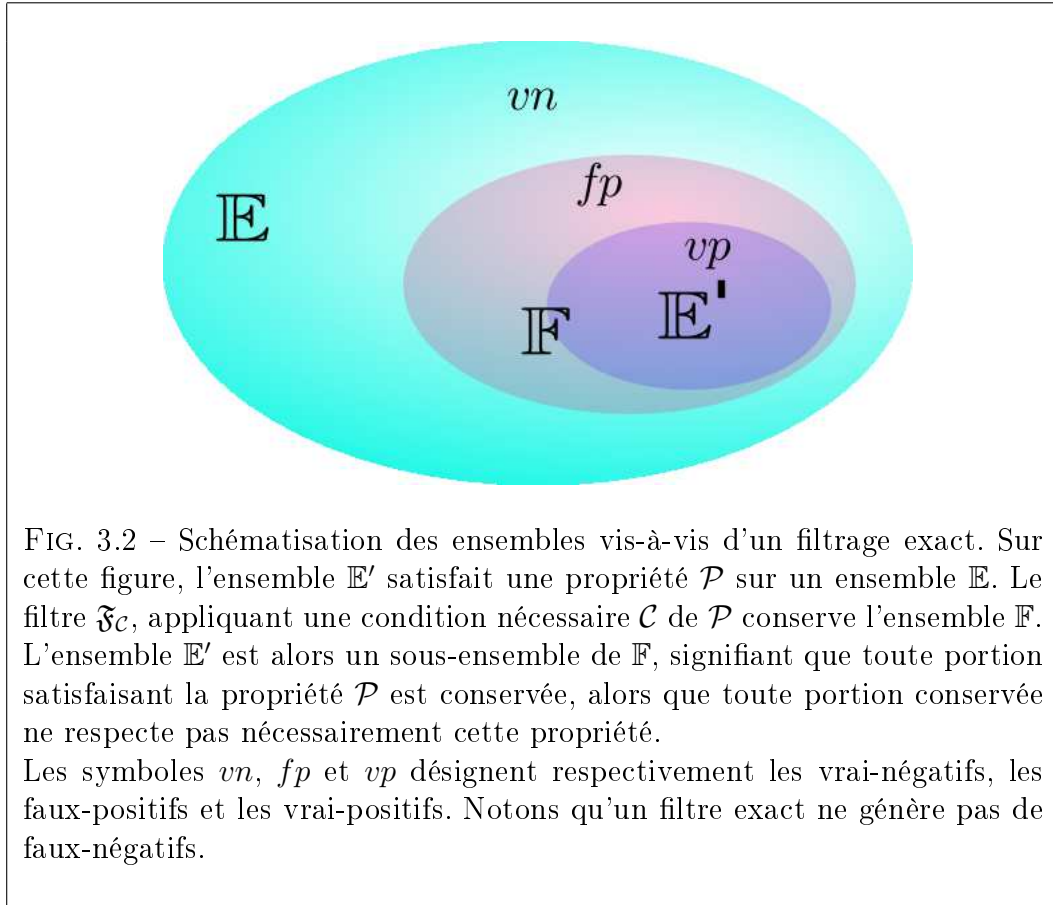 vn
fp
𝔼
vp
𝔼'
𝔽
FIG. 3.2 – Schématisation des ensembles vis-à-vis d'un filtrage exact. Sur
cette figure, l'ensemble 𝔼′ satisfait une propriété 𝒫 sur un ensemble 𝔼. Le
filtre 𝔉𝒞, appliquant une condition nécessaire 𝒞 de 𝒫 conserve l'ensemble 𝔽.
L'ensemble 𝔼′ est alors un sous-ensemble de 𝔽, signifiant que toute portion
satisfaisant la propriété 𝒫 est conservée, alors que toute portion conservée
ne respecte pas nécessairement cette propriété.
Les symboles vn, fp et vp désignent respectivement les vrai-négatifs, les
faux-positifs et les vrai-positifs. Notons qu'un filtre exact ne génère pas de
faux-négatifs.